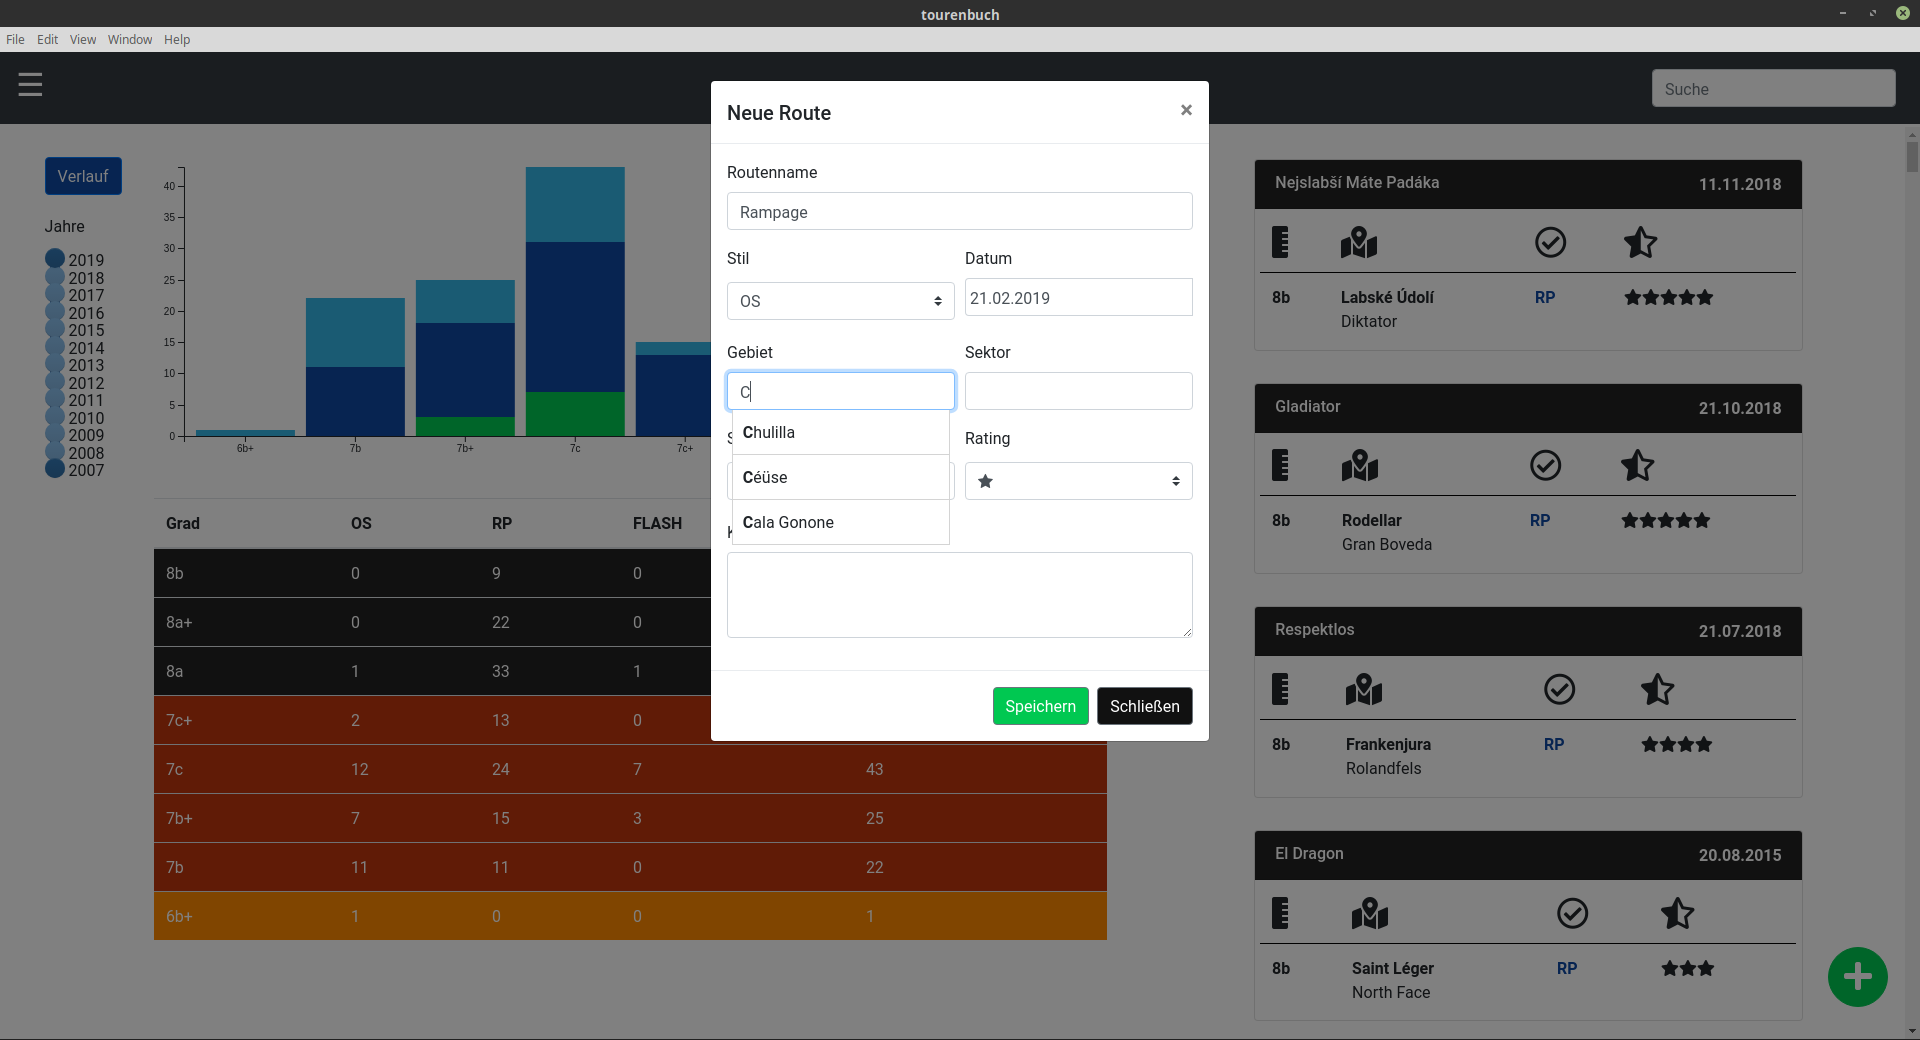 tourenbuch
File Edit View Window Help
Suche
Neue Route
×
Routenname
Rampage
Stil
Datum
OS
21.02.2019
Gebiet
Sektor
C
Chulilla
Céüse
Cala Gonone
Rating
Speichern
Schließen
Verlauf
Jahre
2019
2018
2017
2016
2015
2014
2013
2012
2011
2010
2009
2008
2007
40
35
30
25
20
15
10
5
0
6b+ 7b 7b+ 7c 7c+
Grad OS RP FLASH
8b 0 9 0
8a+ 0 22 0
8a 1 33 1
7c+ 2 13 0
7c 12 24 7 43
7b+ 7 15 3 25
7b 11 11 0 22
6b+ 1 0 0 1
Nejslabší Máte Padáka 11.11.2018
8b Labské Údolí RP
Diktator
Gladiator 21.10.2018
8b Rodellar RP
Gran Boveda
Respektlos 21.07.2018
8b Frankenjura RP
Rolandfels
El Dragon 20.08.2015
8b Saint Léger RP
North Face